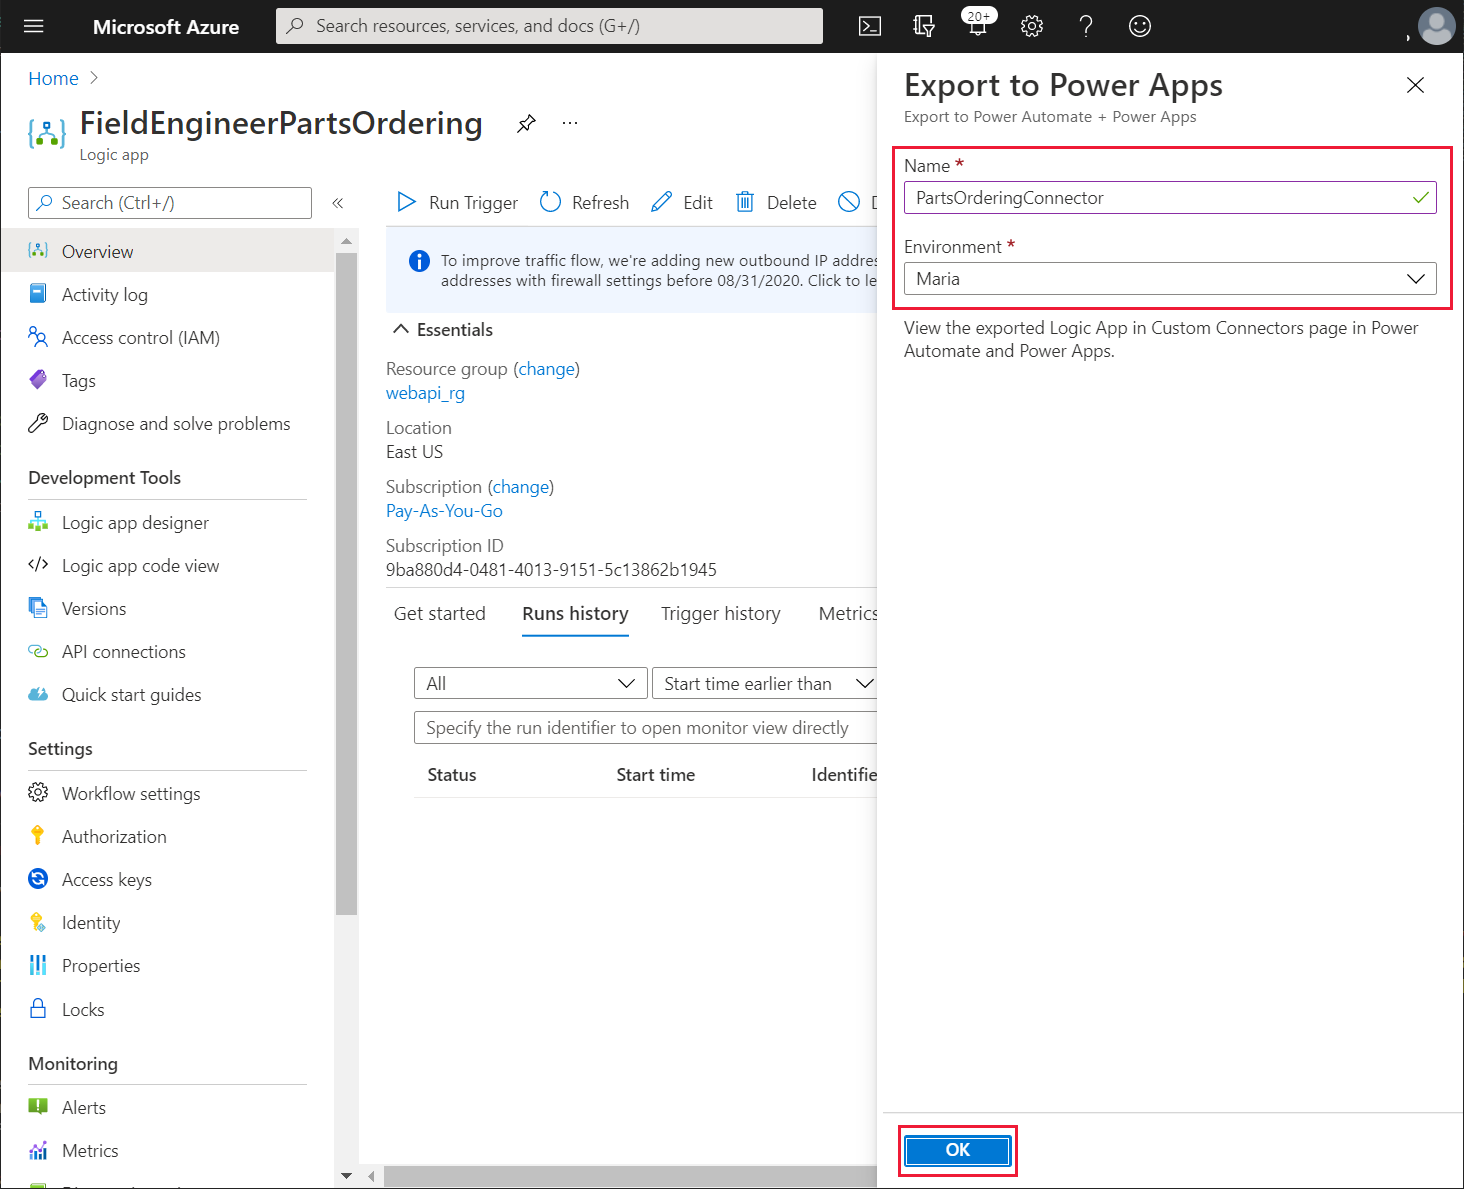 Microsoft Azure
Search resources, services, and docs (G+/)
20+
Home
FieldEngineerPartsOrdering
Logic app
Search (Ctrl+/)
Overview
Activity log
Access control (IAM)
Tags
Diagnose and solve problems
Development Tools
Logic app designer
Logic app code view
Versions
API connections
Quick start guides
Settings
Workflow settings
Authorization
Access keys
Identity
Properties
Locks
Monitoring
Alerts
Metrics
Run Trigger Refresh Edit Delete D
To improve traffic flow, we're adding new outbound IP addre
addresses with firewall settings before 08/31/2020. Click to le
Essentials
Resource group (change)
webapi_rg
Location
East US
Subscription (change)
Pay-As-You-Go
Subscription ID
9ba880d4-0481-4013-9151-5c13862b1945
Get started Runs history Trigger history Metrics
All Start time earlier than
Specify the run identifier to open monitor view directly
Status Start time Identifie
Export to Power Apps
Export to Power Automate + Power Apps
Name *
PartsOrderingConnector
Environment *
Maria
View the exported Logic App in Custom Connectors page in Power
Automate and Power Apps.
OK